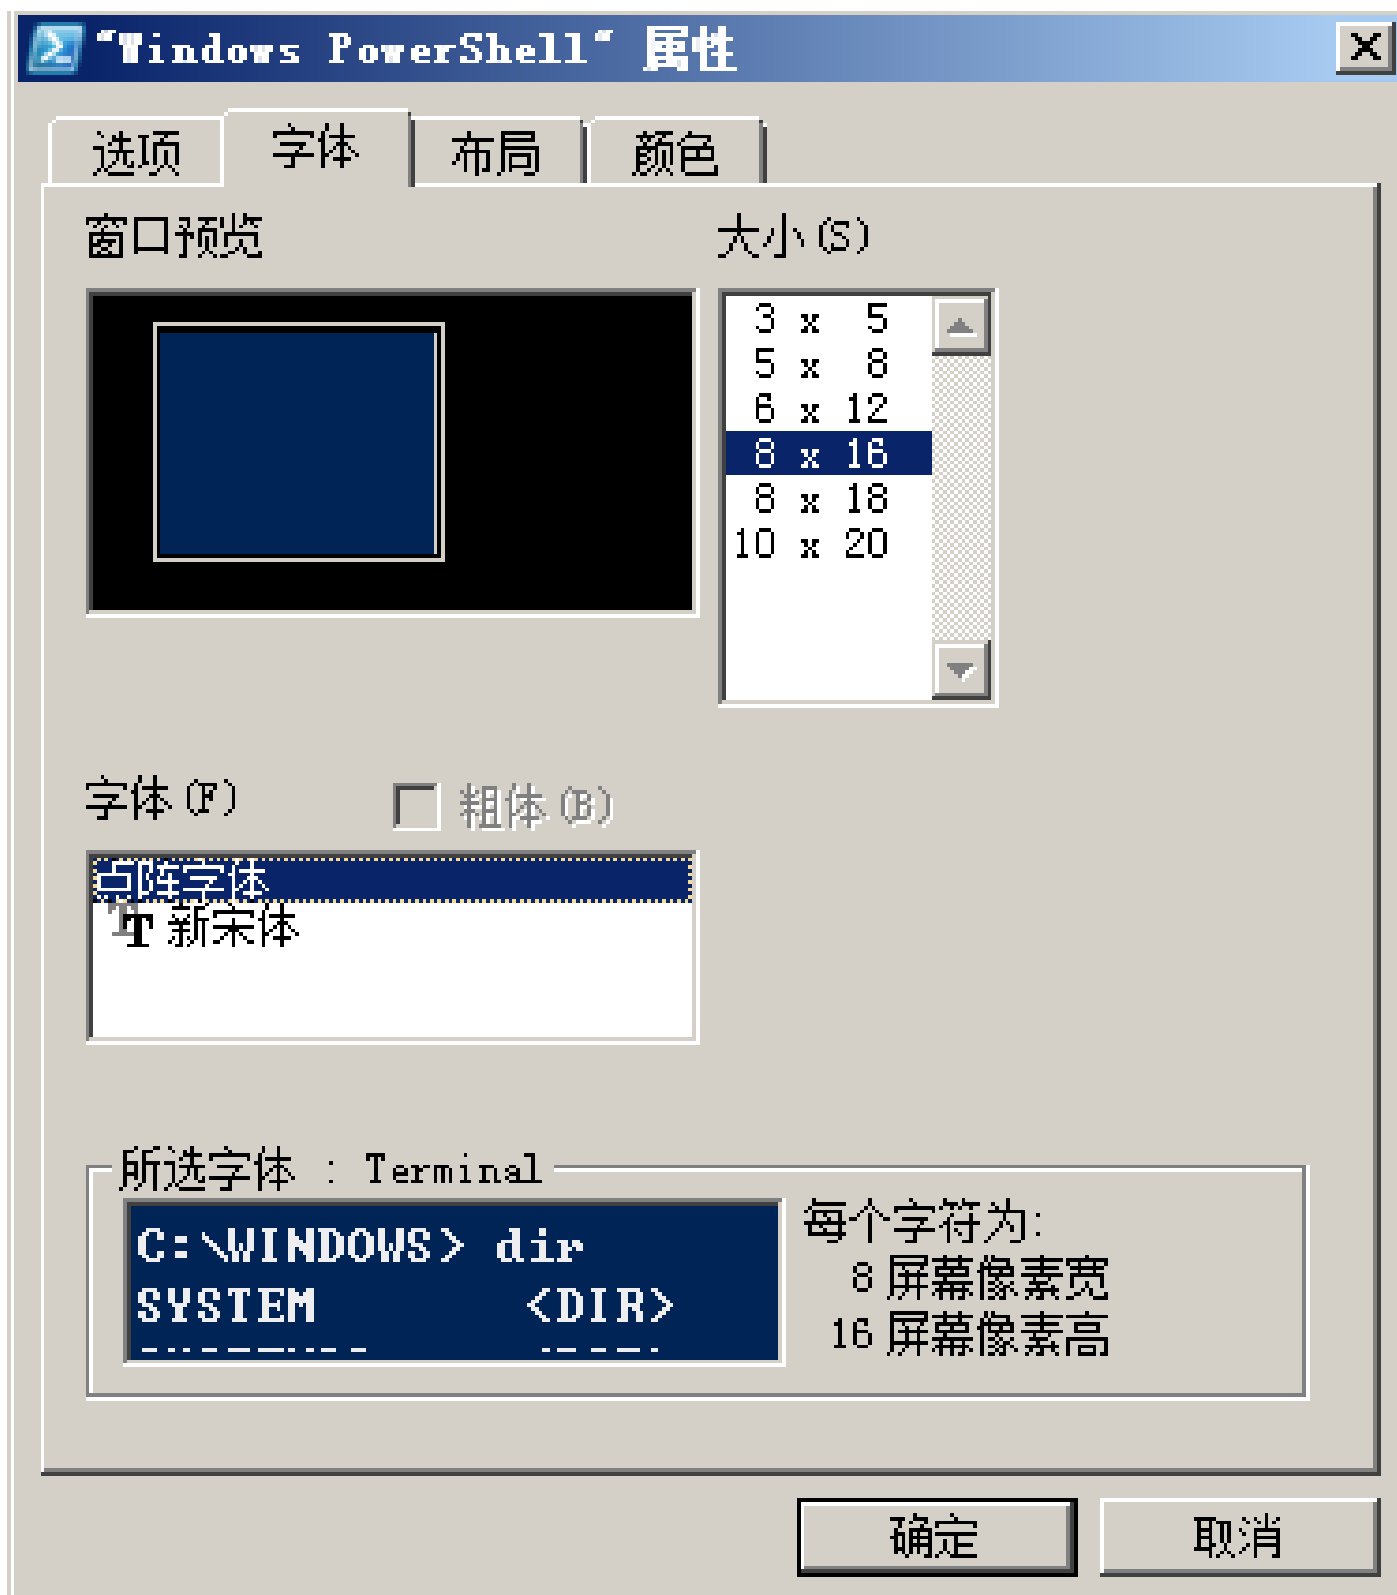 "Windows PowerShell" 属性
选项 字体 布局 颜色
窗口预览
大小(S)
3 x 5
5 x 8
6 x 12
8 x 16
8 x 18
10 x 20
字体(F)
粗体(B)
点阵字体
新宋体
所选字体 : Terminal
C:\WINDOWS> dir
SYSTEM <DIR>
每个字符为:
8 屏幕像素宽
16 屏幕像素高
确定 取消